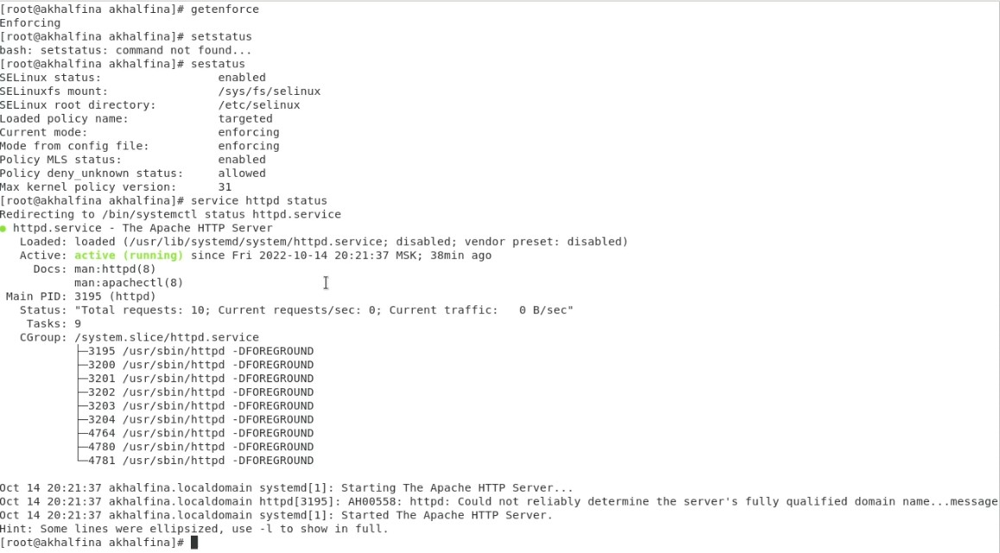 [root@akhalfina akhalfina]# getenforce
Enforcing
[root@akhalfina akhalfina]# setstatus
bash: setstatus: command not found...
[root@akhalfina akhalfina]# sestatus
SELinux status:                 enabled
SELinuxfs mount:                /sys/fs/selinux
SELinux root directory:         /etc/selinux
Loaded policy name:             targeted
Current mode:                   enforcing
Mode from config file:          enforcing
Policy MLS status:              enabled
Policy deny_unknown status:     allowed
Max kernel policy version:      31
[root@akhalfina akhalfina]# service httpd status
Redirecting to /bin/systemctl status httpd.service
● httpd.service - The Apache HTTP Server
   Loaded: loaded (/usr/lib/systemd/system/httpd.service; disabled; vendor preset: disabled)
   Active: active (running) since Fri 2022-10-14 20:21:37 MSK; 38min ago
     Docs: man:httpd(8)
           man:apachectl(8)
 Main PID: 3195 (httpd)
   Status: "Total requests: 10; Current requests/sec: 0; Current traffic:   0 B/sec"
    Tasks: 9
   CGroup: /system.slice/httpd.service
           ├─3195 /usr/sbin/httpd -DFOREGROUND
           ├─3200 /usr/sbin/httpd -DFOREGROUND
           ├─3201 /usr/sbin/httpd -DFOREGROUND
           ├─3202 /usr/sbin/httpd -DFOREGROUND
           ├─3203 /usr/sbin/httpd -DFOREGROUND
           ├─3204 /usr/sbin/httpd -DFOREGROUND
           ├─4764 /usr/sbin/httpd -DFOREGROUND
           ├─4780 /usr/sbin/httpd -DFOREGROUND
           └─4781 /usr/sbin/httpd -DFOREGROUND

Oct 14 20:21:37 akhalfina.localdomain systemd[1]: Starting The Apache HTTP Server...
Oct 14 20:21:37 akhalfina.localdomain httpd[3195]: AH00558: httpd: Could not reliably determine the server's fully qualified domain name...message
Oct 14 20:21:37 akhalfina.localdomain systemd[1]: Started The Apache HTTP Server.
Hint: Some lines were ellipsized, use -l to show in full.
[root@akhalfina akhalfina]#